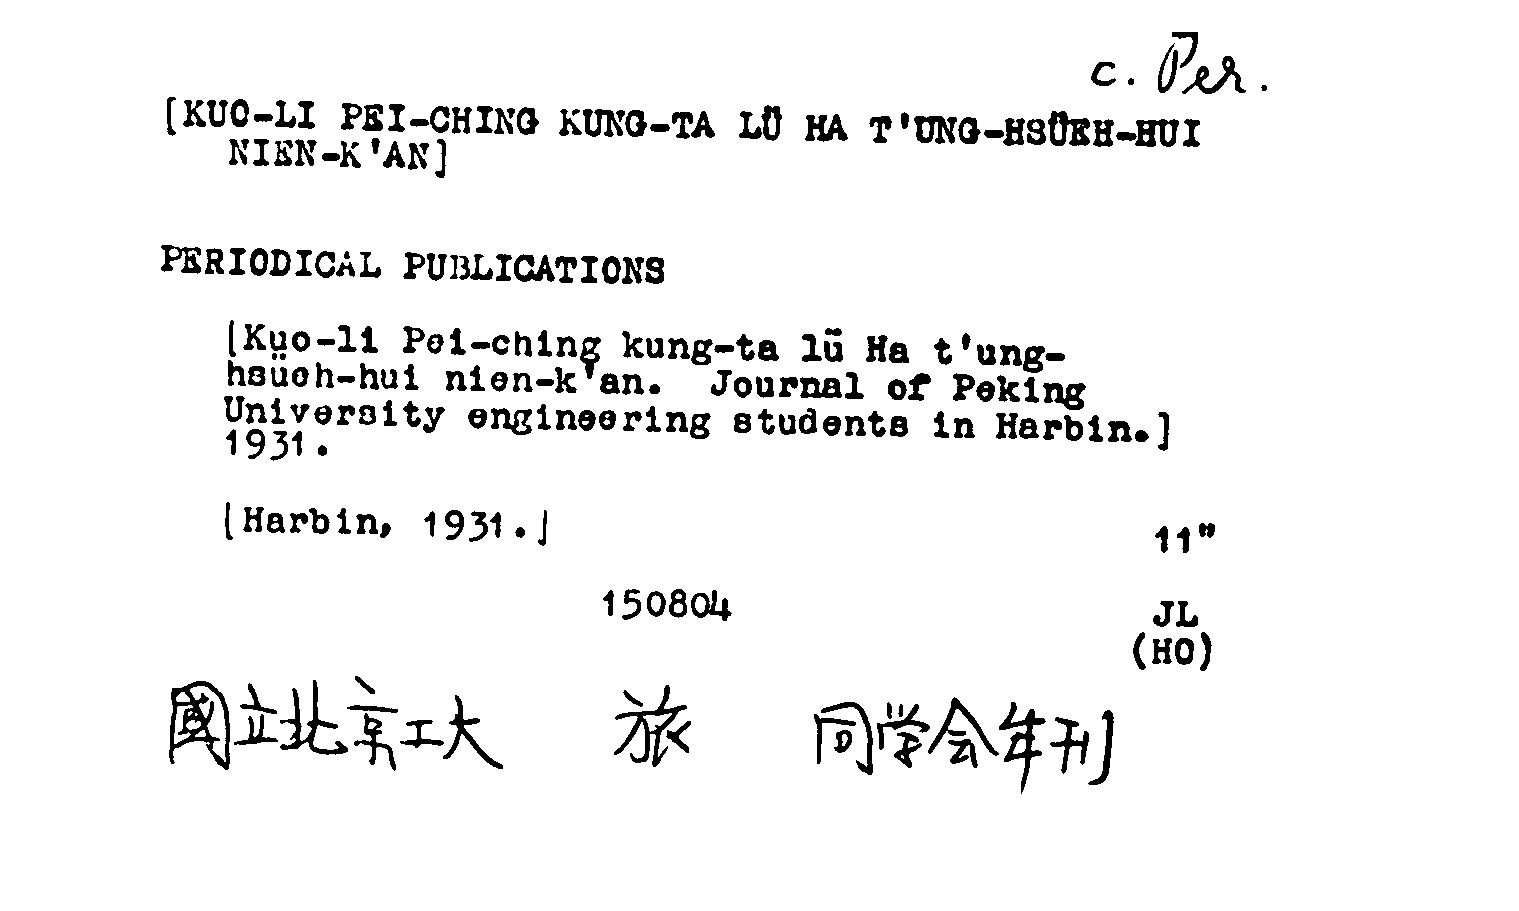 c. Per.
[KUO-LI PEI-CHING KUNG-TA LÜ HA T'UNG-HSÜEH-HUI
NIEN-K'AN]
PERIODICAL PUBLICATIONS
[Kuo-li Pei-ching kung-ta lü Ha t'ung-
hsüeh-hui nien-k'an. Journal of Peking
University engineering students in Harbin.]
1931.
[Harbin, 1931.]
11"
150804
JL
(HO)
國立北京工大 旅 同学会年刊